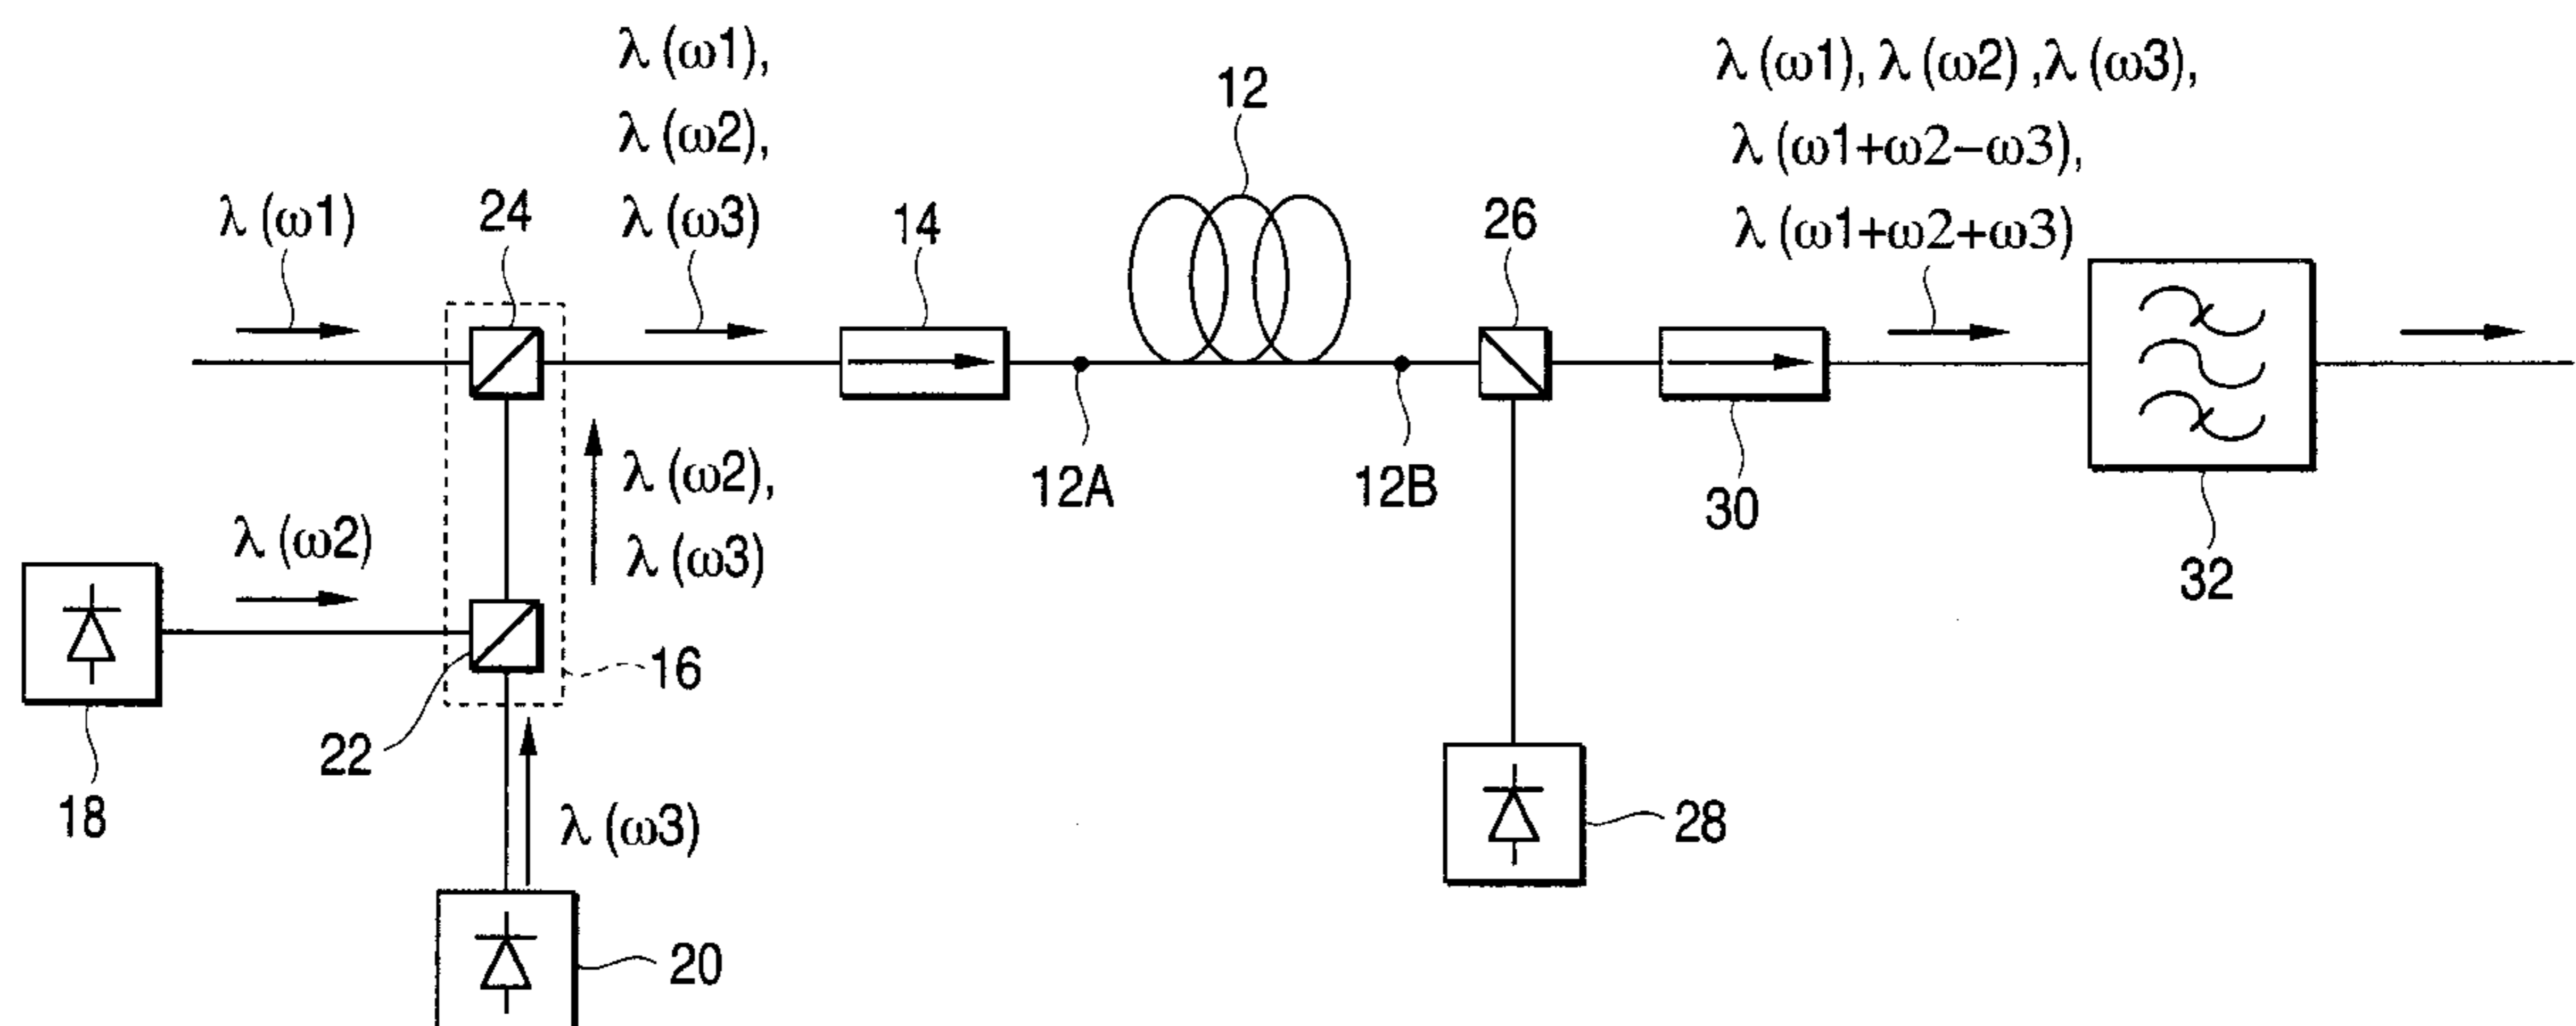 λ (ω1),
λ (ω2),
λ (ω3)
λ (ω1), λ (ω2) ,λ (ω3),
λ (ω1+ω2−ω3),
λ (ω1+ω2+ω3)
12
λ (ω1)
24
14
26
λ (ω2),
λ (ω3)
12A
12B
30
32
λ (ω2)
16
22
18
λ (ω3)
28
20